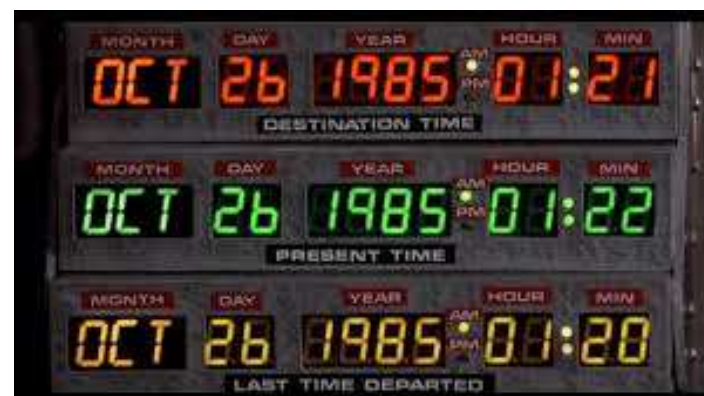 MONTH DAY YEAR AM HOUR MIN
OCT 26 1985 PM 01:21
DESTINATION TIME
MONTH DAY YEAR AM HOUR MIN
OCT 26 1985 PM 01:22
PRESENT TIME
MONTH DAY YEAR AM HOUR MIN
OCT 26 1985 PM 01:20
LAST TIME DEPARTED